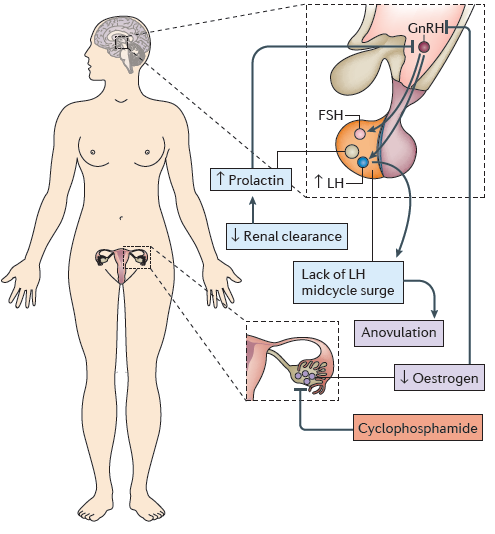 GnRH
FSH
↑ Prolactin
↑ LH
↓ Renal clearance
Lack of LH
midcycle surge
Anovulation
↓ Oestrogen
Cyclophosphamide